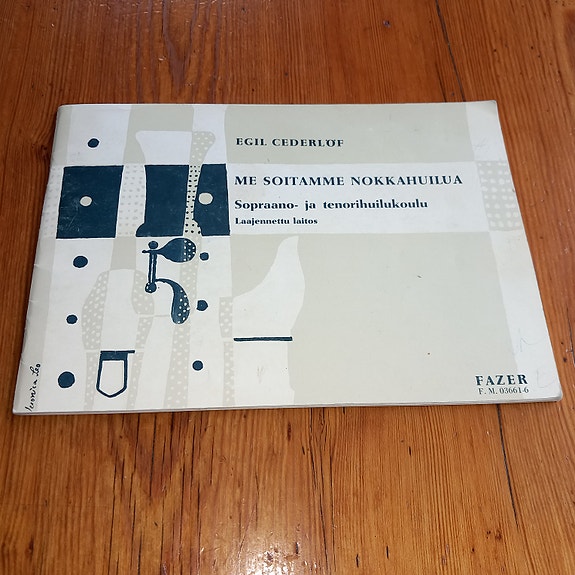 EGIL CEDERLÖF
ME SOITAMME NOKKAHUILUA
Sopraano- ja tenorihuilukoulu
Laajennettu laitos
FAZER
F. M. 03661-6